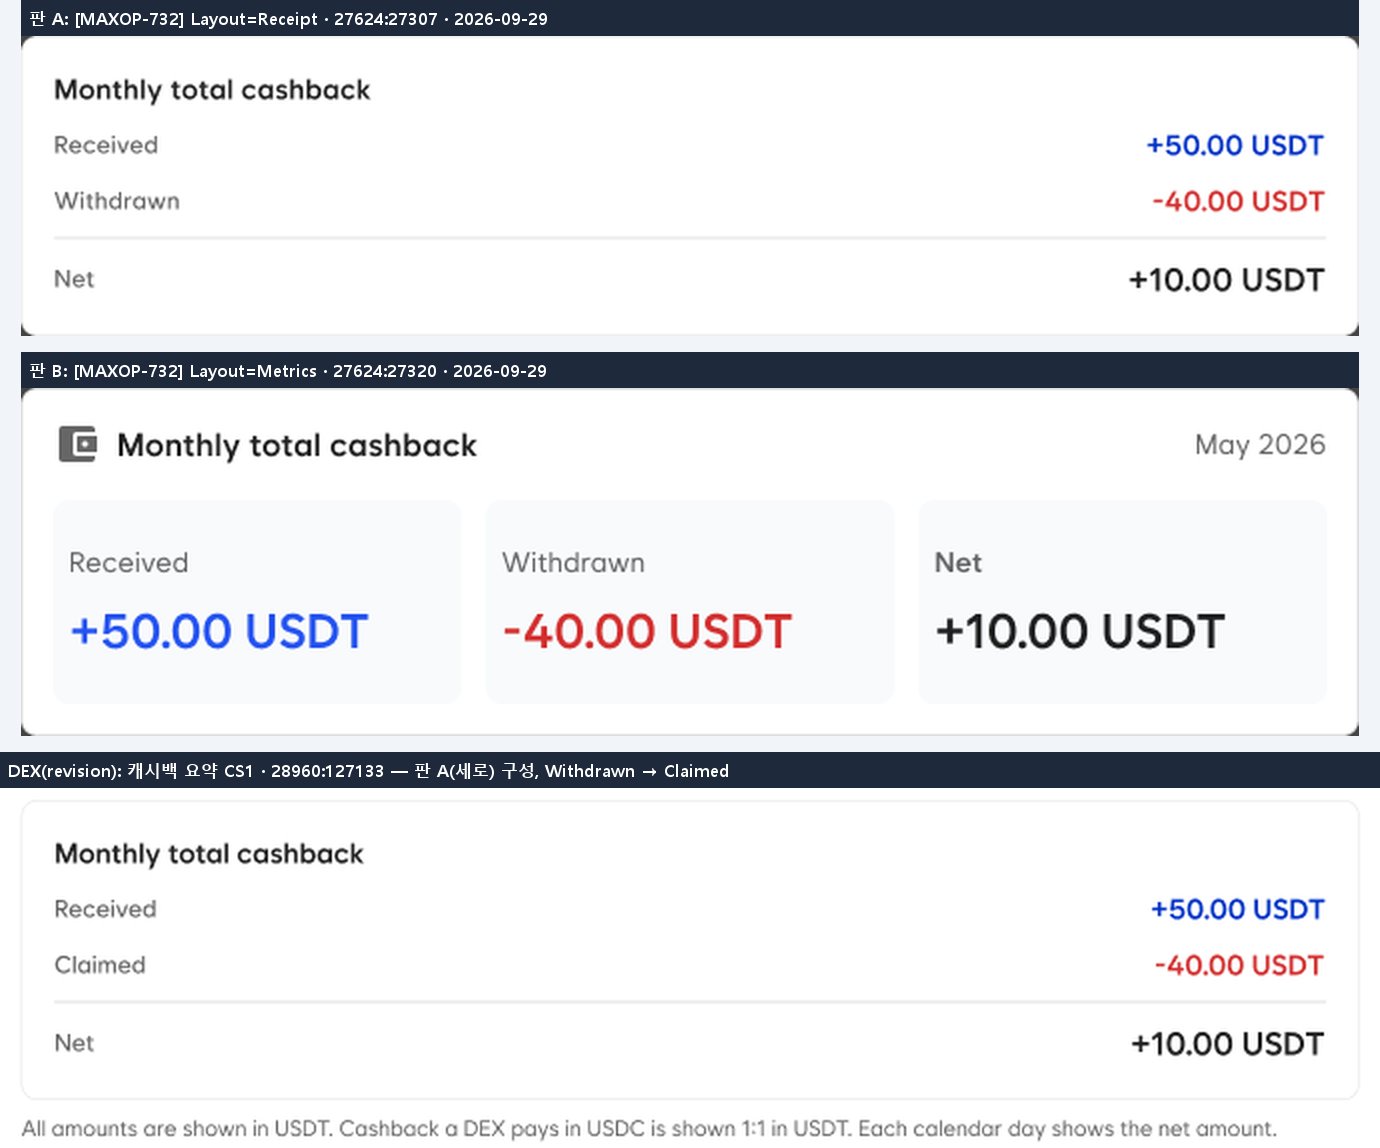 판 A: [MAXOP-732] Layout=Receipt · 27624:27307 · 2026-09-29
Monthly total cashback
Received +50.00 USDT
Withdrawn -40.00 USDT
Net +10.00 USDT
판 B: [MAXOP-732] Layout=Metrics · 27624:27320 · 2026-09-29
Monthly total cashback May 2026
Received Withdrawn Net
+50.00 USDT -40.00 USDT +10.00 USDT
DEX(revision): 캐시백 요약 CS1 · 28960:127133 — 판 A(세로) 구성, Withdrawn → Claimed
Monthly total cashback
Received +50.00 USDT
Claimed -40.00 USDT
Net +10.00 USDT
All amounts are shown in USDT. Cashback a DEX pays in USDC is shown 1:1 in USDT. Each calendar day shows the net amount.